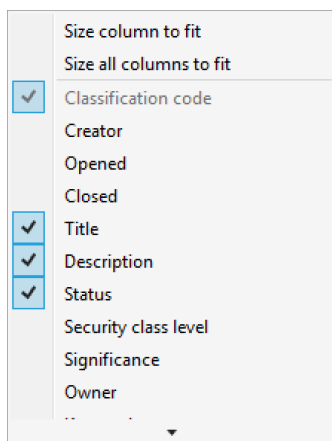 Size column to fit
Size all columns to fit
Classification code
Creator
Opened
Closed
Title
Description
Status
Security class level
Significance
Owner